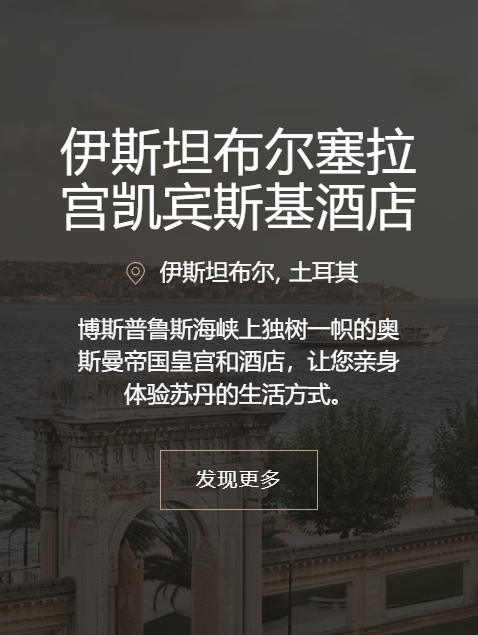 伊斯坦布尔塞拉
宫凯宾斯基酒店
伊斯坦布尔, 土耳其
博斯普鲁斯海峡上独树一帜的奥
斯曼帝国皇宫和酒店，让您亲身
体验苏丹的生活方式。
发现更多